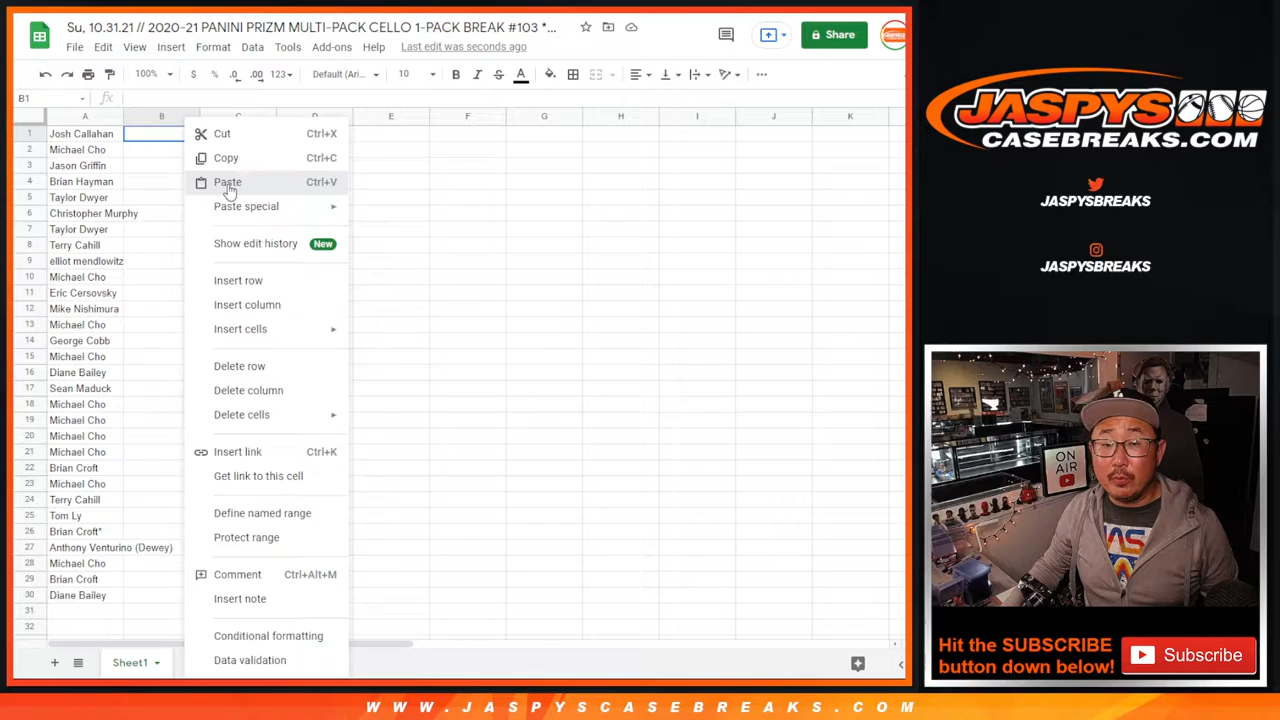 Su, 10.31.21 // 2020-21 PANINI PRIZM MULTI-PACK CELLO 1-PACK BREAK #103 *...
File Edit View Insert Format Data Tools Add-ons Help Last edit was seconds ago
Share
100% $ % .0 .00 123 Default (Ari... 10 B I S A
B1 fx
A B C D E F G H I J K
1 Josh Callahan
2 Michael Cho
3 Jason Griffin
4 Brian Hayman
5 Taylor Dwyer
6 Christopher Murphy
7 Taylor Dwyer
8 Terry Cahill
9 elliot mendlowitz
10 Michael Cho
11 Eric Cersovsky
12 Mike Nishimura
13 Michael Cho
14 George Cobb
15 Michael Cho
16 Diane Bailey
17 Sean Maduck
18 Michael Cho
19 Michael Cho
20 Michael Cho
21 Michael Cho
22 Brian Croft
23 Michael Cho
24 Terry Cahill
25 Tom Ly
26 Brian Croft*
27 Anthony Venturino (Dewey)
28 Michael Cho
29 Brian Croft
30 Diane Bailey
31
32
Cut Ctrl+X
Copy Ctrl+C
Paste Ctrl+V
Paste special
Show edit history New
Insert row
Insert column
Insert cells
Delete row
Delete column
Delete cells
Insert link Ctrl+K
Get link to this cell
Define named range
Protect range
Comment Ctrl+Alt+M
Insert note
Conditional formatting
Data validation
Sheet1
JASPYS
CASEBREAKS.COM
JASPYSBREAKS
JASPYSBREAKS
ON
AIR
Hit the SUBSCRIBE
button down below!
Subscribe
WWW.JASPYSCASEBREAKS.COM